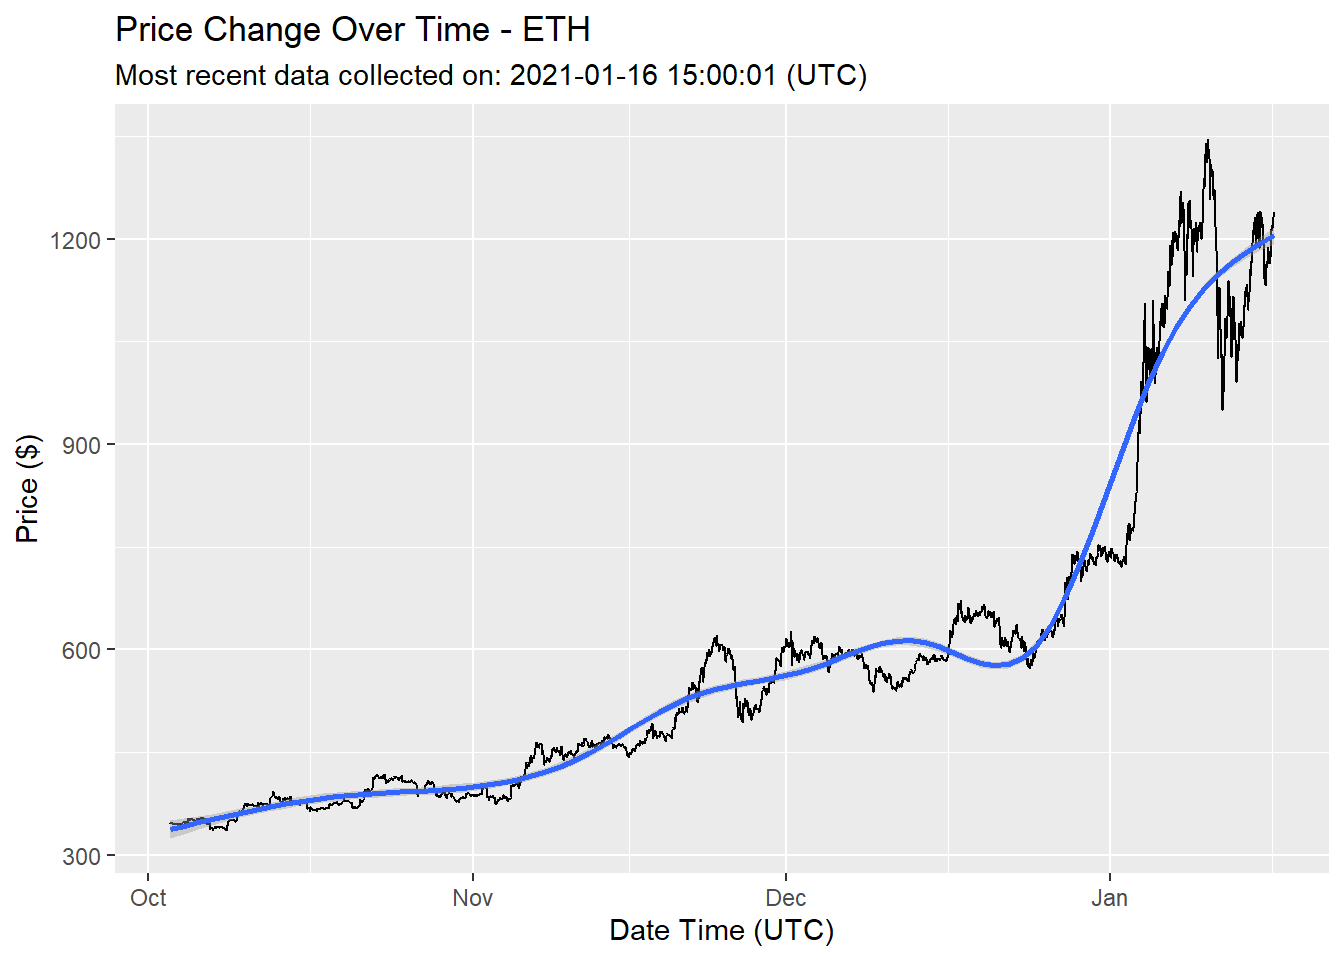 Price Change Over Time - ETH
Most recent data collected on: 2021-01-16 15:00:01 (UTC)
1200
900
600
300
Price ($)
Oct
Nov
Dec
Jan
Date Time (UTC)